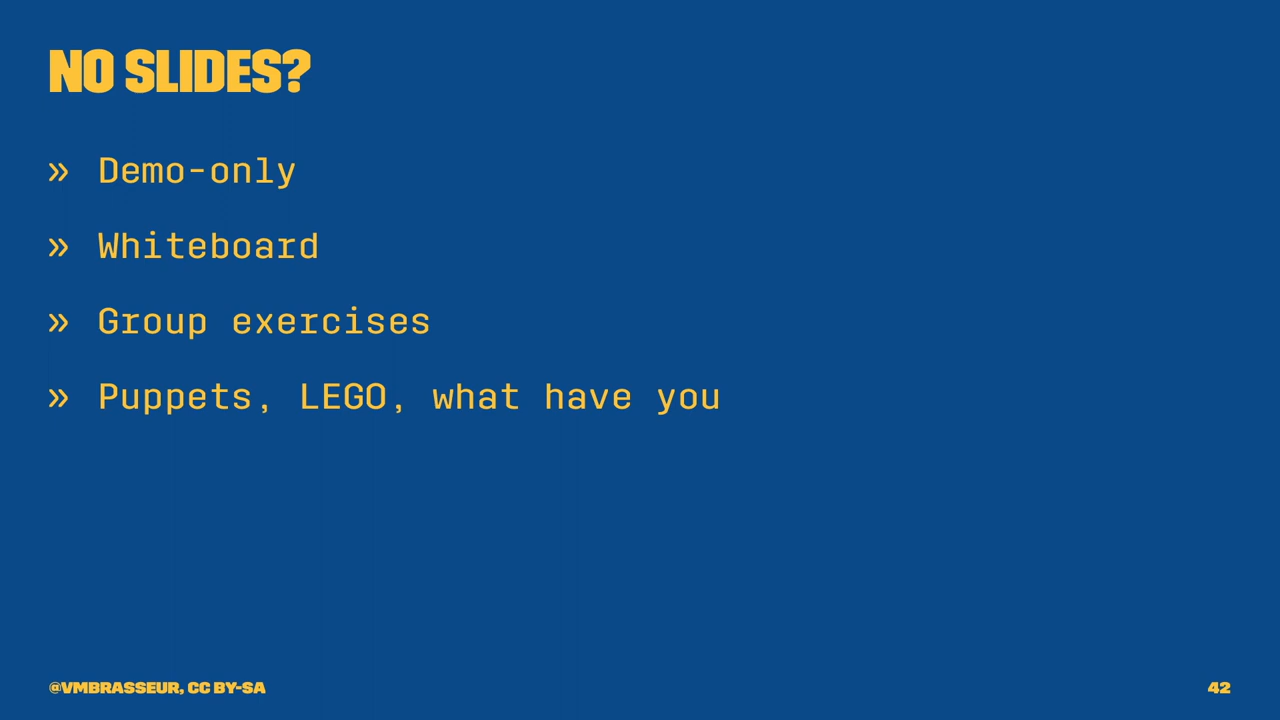 NO SLIDES?
» Demo-only
» Whiteboard
» Group exercises
» Puppets, LEGO, what have you
@VMBRASSEUR, CC BY-SA
42